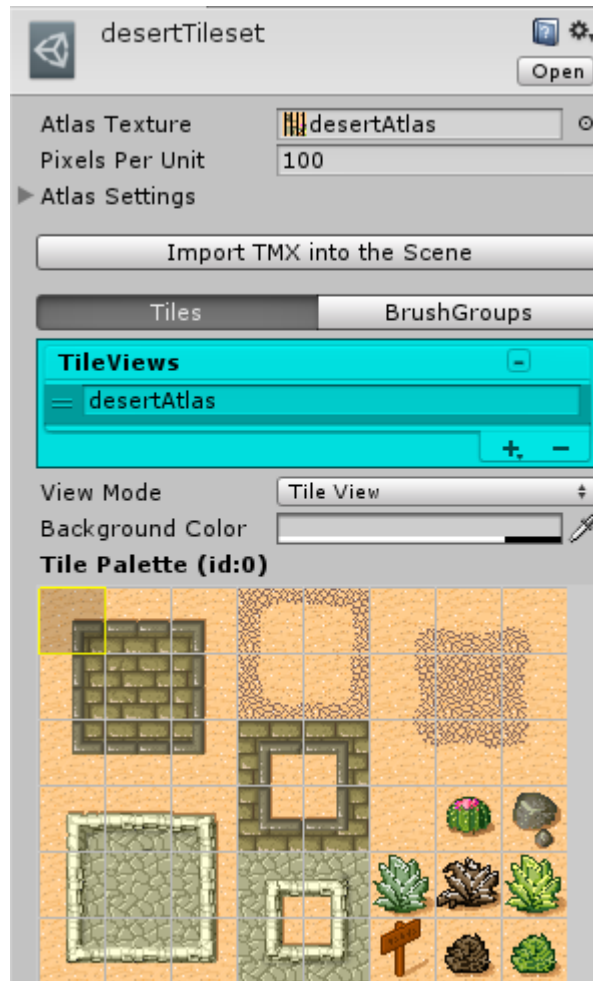 desertTileset
Open
Atlas Texture desertAtlas
Pixels Per Unit 100
Atlas Settings
Import TMX into the Scene
Tiles BrushGroups
TileViews
desertAtlas
View Mode Tile View
Background Color
Tile Palette (id:0)